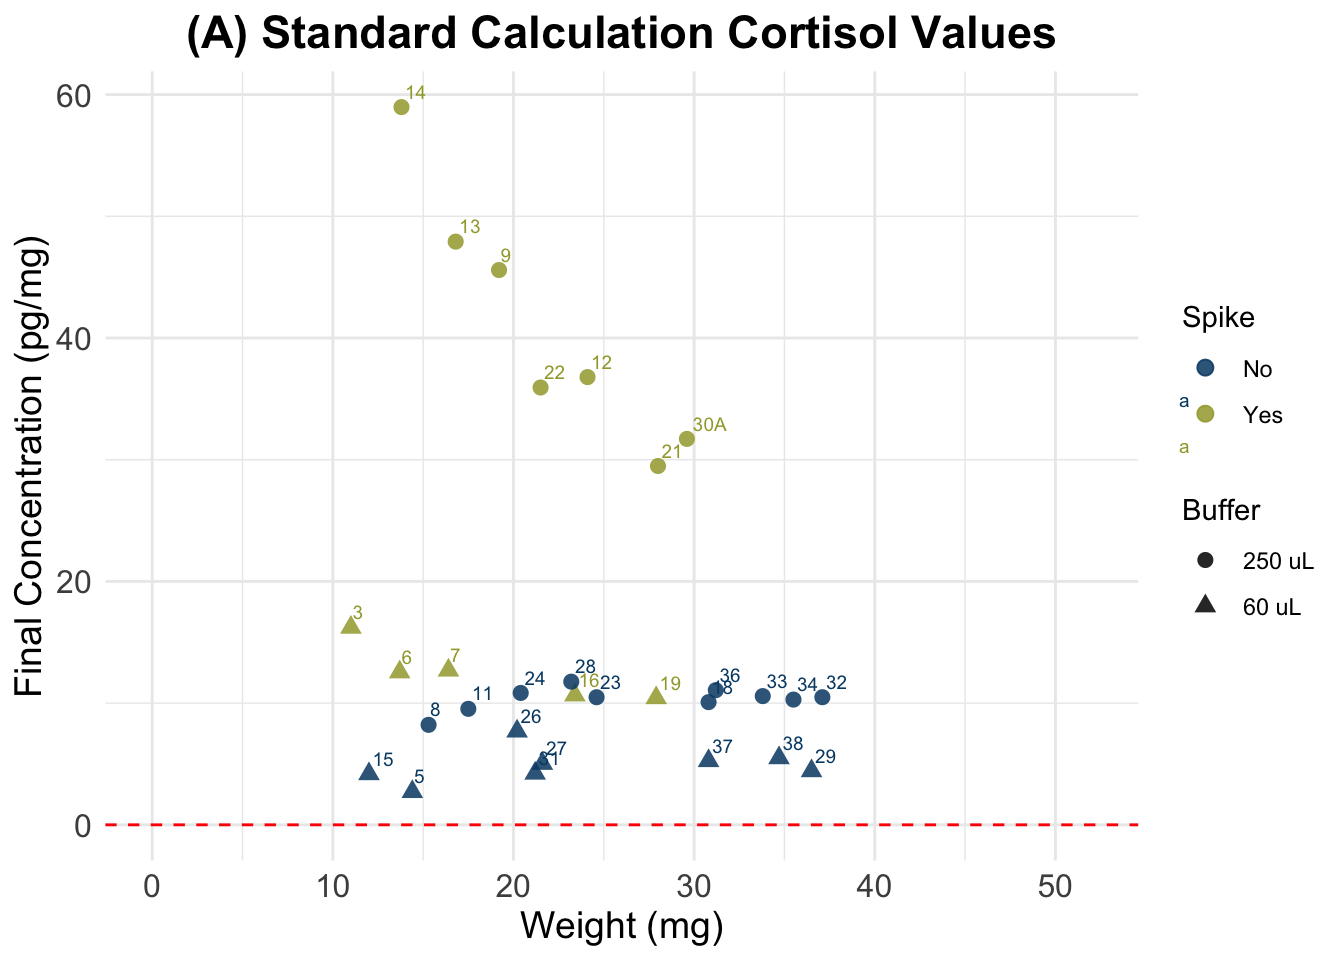 (A) Standard Calculation Cortisol Values
Final Concentration (pg/mg)
60
40
20
0
14
13
9
22
12
30A
21
3
6
7
16
19
28
24
23
11
8
36
18
33
34
32
26
27
31
15
5
37
38
29
0 10 20 30 40 50
Weight (mg)
Spike
No
a
Yes
a
Buffer
250 uL
60 uL